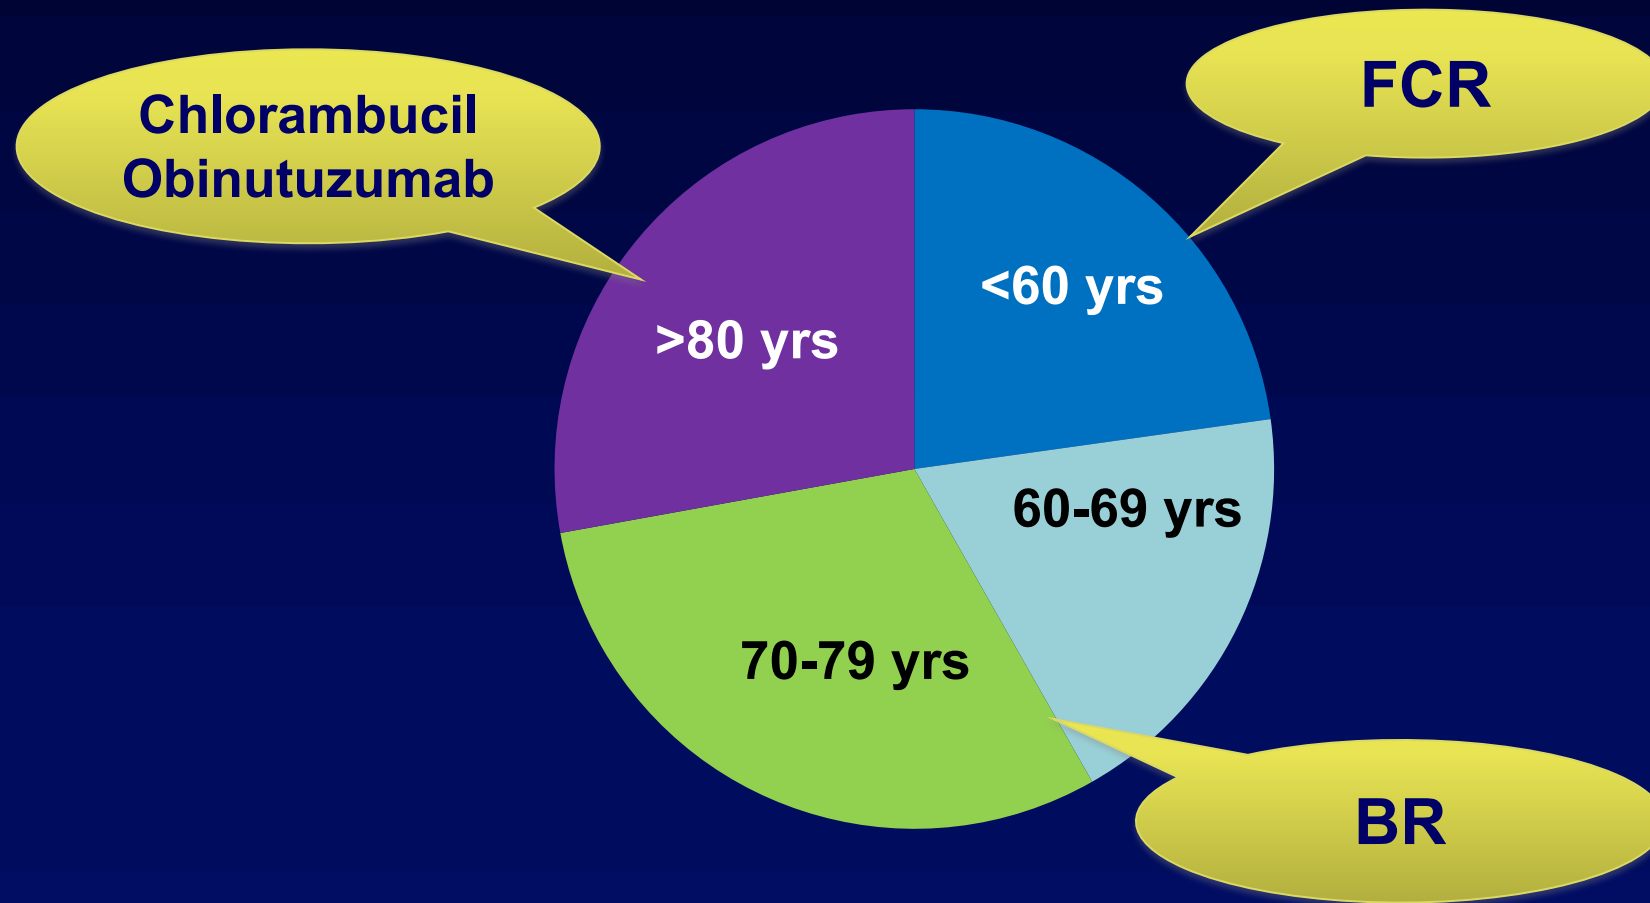 Chlorambucil
Obinutuzumab
FCR
<60 yrs
>80 yrs
60-69 yrs
70-79 yrs
BR